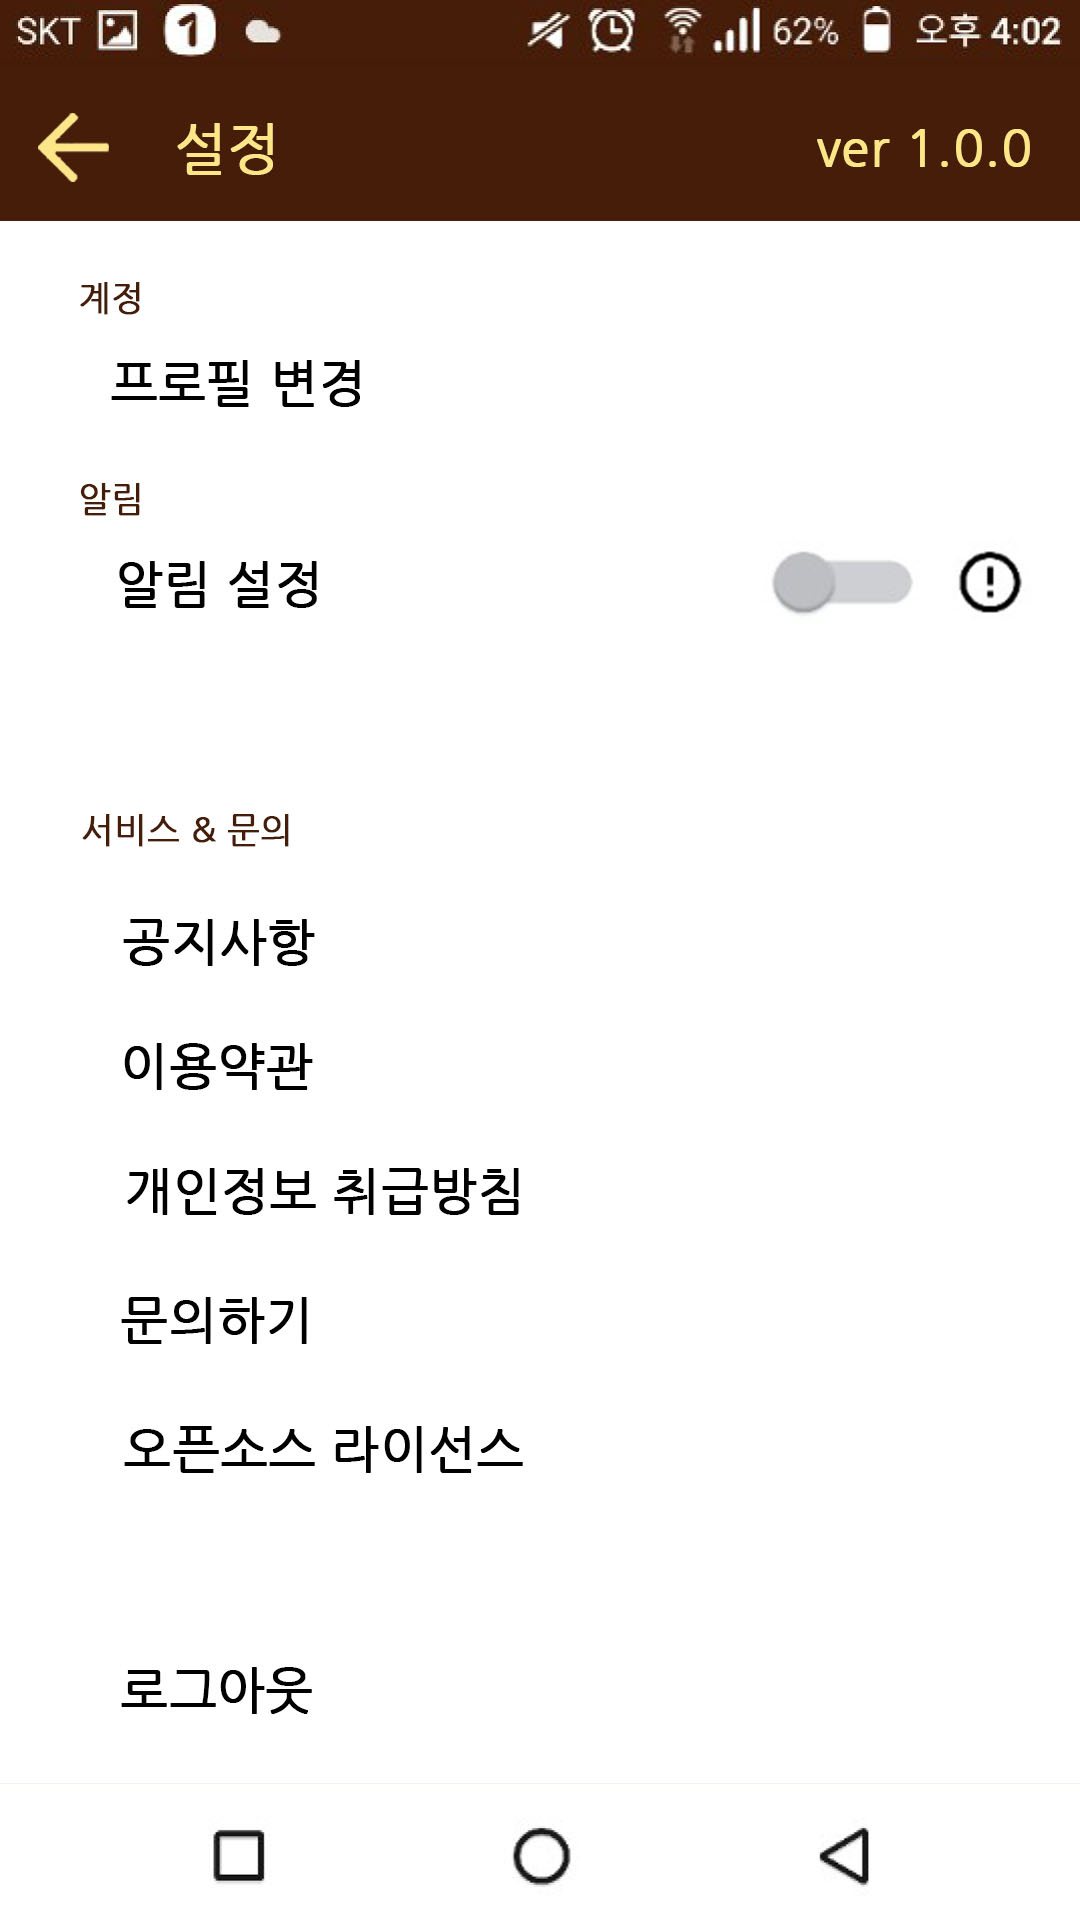 SKT 1 62% 오후 4:02
설정 ver 1.0.0
계정
프로필 변경
알림
알림 설정
서비스 & 문의
공지사항
이용약관
개인정보 취급방침
문의하기
오픈소스 라이선스
로그아웃